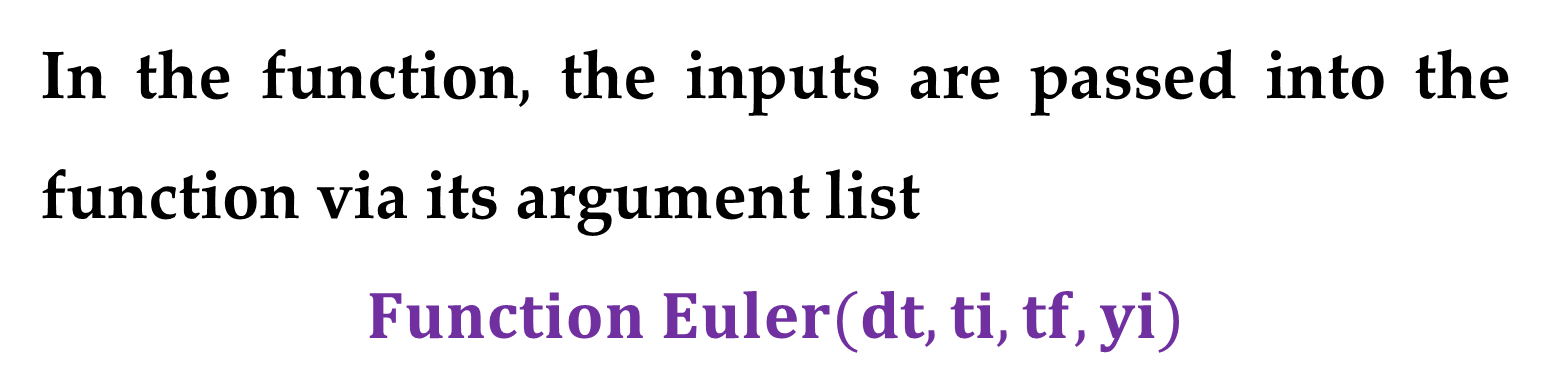 In the function, the inputs are passed into the
function via its argument list
Function Euler(dt, ti, tf, yi)